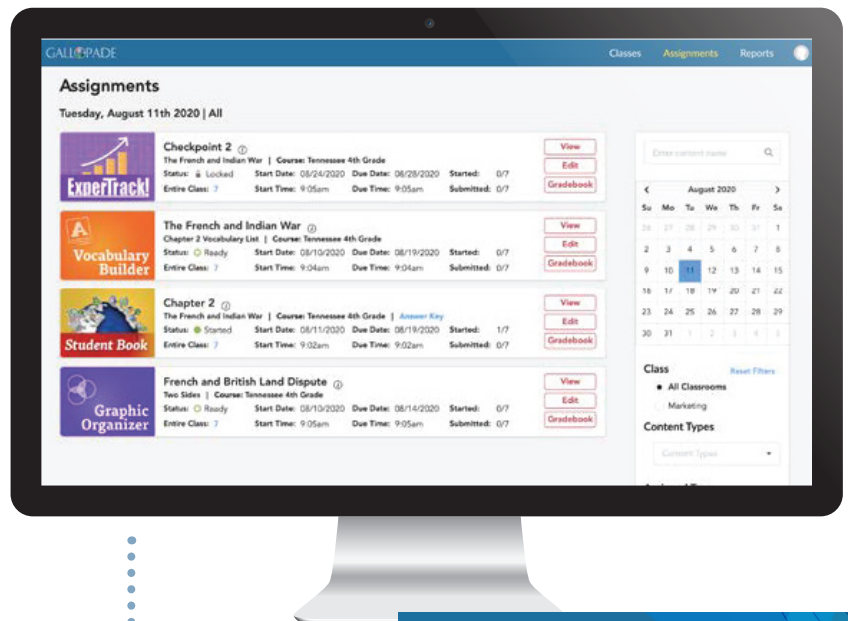 GALLOPADE
Classes Assignments Reports
Assignments
Tuesday, August 11th 2020 | All
ExperTrack!
Checkpoint 2
The French and Indian War | Course: Tennessee 4th Grade
Status: Locked Start Date: 08/24/2020 Due Date: 08/28/2020 Started: 0/7
Entire Class: 7 Start Time: 9:05am Due Time: 9:05am Submitted: 0/7
View
Edit
Gradebook
A
Vocabulary
Builder
The French and Indian War
Chapter 2 Vocabulary List | Course: Tennessee 4th Grade
Status: Ready Start Date: 08/10/2020 Due Date: 08/19/2020 Started: 0/7
Entire Class: 7 Start Time: 9:04am Due Time: 9:04am Submitted: 0/7
View
Edit
Gradebook
Student Book
Chapter 2
The French and Indian War | Course: Tennessee 4th Grade | Answer Key
Status: Started Start Date: 08/11/2020 Due Date: 08/19/2020 Started: 1/7
Entire Class: 7 Start Time: 9:02am Due Time: 9:02am Submitted: 0/7
View
Edit
Gradebook
Graphic
Organizer
French and British Land Dispute
Two Sides | Course: Tennessee 4th Grade
Status: Ready Start Date: 08/10/2020 Due Date: 08/14/2020 Started: 0/7
Entire Class: 7 Start Time: 9:05am Due Time: 9:05am Submitted: 0/7
View
Edit
Gradebook
Enter content name
August 2020
Su Mo Tu We Th Fr Sa
26 27 28 29 30 31 1
2 3 4 5 6 7 8
9 10 11 12 13 14 15
16 17 18 19 20 21 22
23 24 25 26 27 28 29
30 31 1 2 3 4 5
Class Reset Filters
All Classrooms
Marketing
Content Types
Content Types